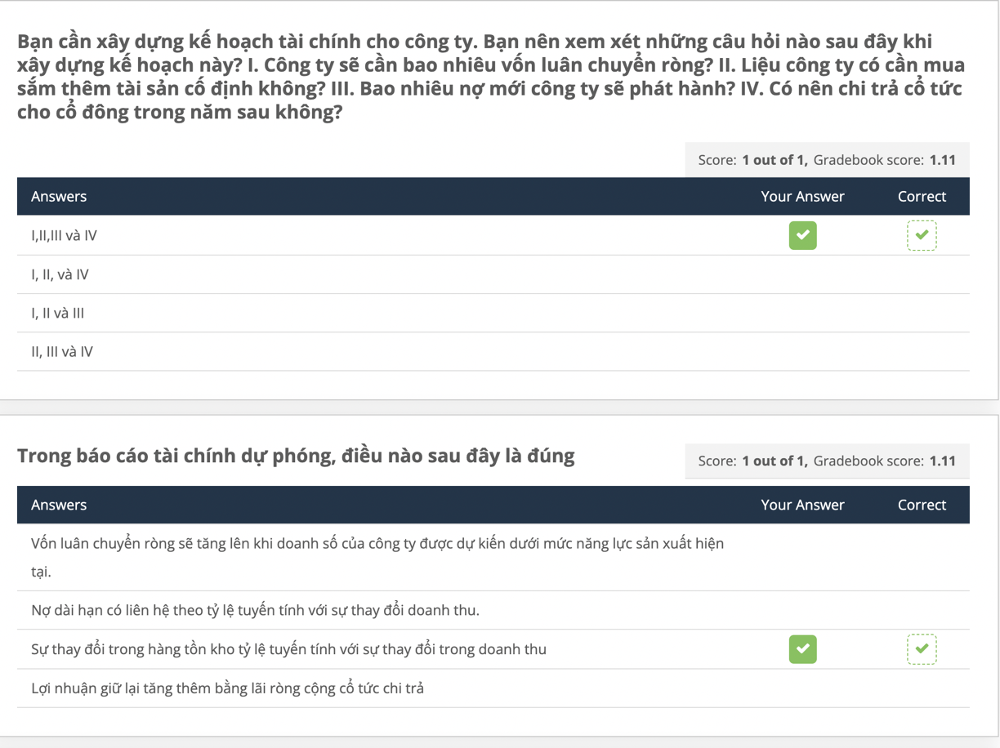 Bạn cần xây dựng kế hoạch tài chính cho công ty. Bạn nên xem xét những câu hỏi nào sau đây khi
xây dựng kế hoạch này? I. Công ty sẽ cần bao nhiêu vốn luân chuyển ròng? II. Liệu công ty có cần mua
sắm thêm tài sản cố định không? III. Bao nhiêu nợ mới công ty sẽ phát hành? IV. Có nên chi trả cổ tức
cho cổ đông trong năm sau không?
Score: 1 out of 1, Gradebook score: 1.11
Answers Your Answer Correct
I,II,III và IV
I, II, và IV
I, II và III
II, III và IV
Trong báo cáo tài chính dự phóng, điều nào sau đây là đúng
Score: 1 out of 1, Gradebook score: 1.11
Answers Your Answer Correct
Vốn luân chuyển ròng sẽ tăng lên khi doanh số của công ty được dự kiến dưới mức năng lực sản xuất hiện
tại.
Nợ dài hạn có liên hệ theo tỷ lệ tuyến tính với sự thay đổi doanh thu.
Sự thay đổi trong hàng tồn kho tỷ lệ tuyến tính với sự thay đổi trong doanh thu
Lợi nhuận giữ lại tăng thêm bằng lãi ròng cộng cổ tức chi trả